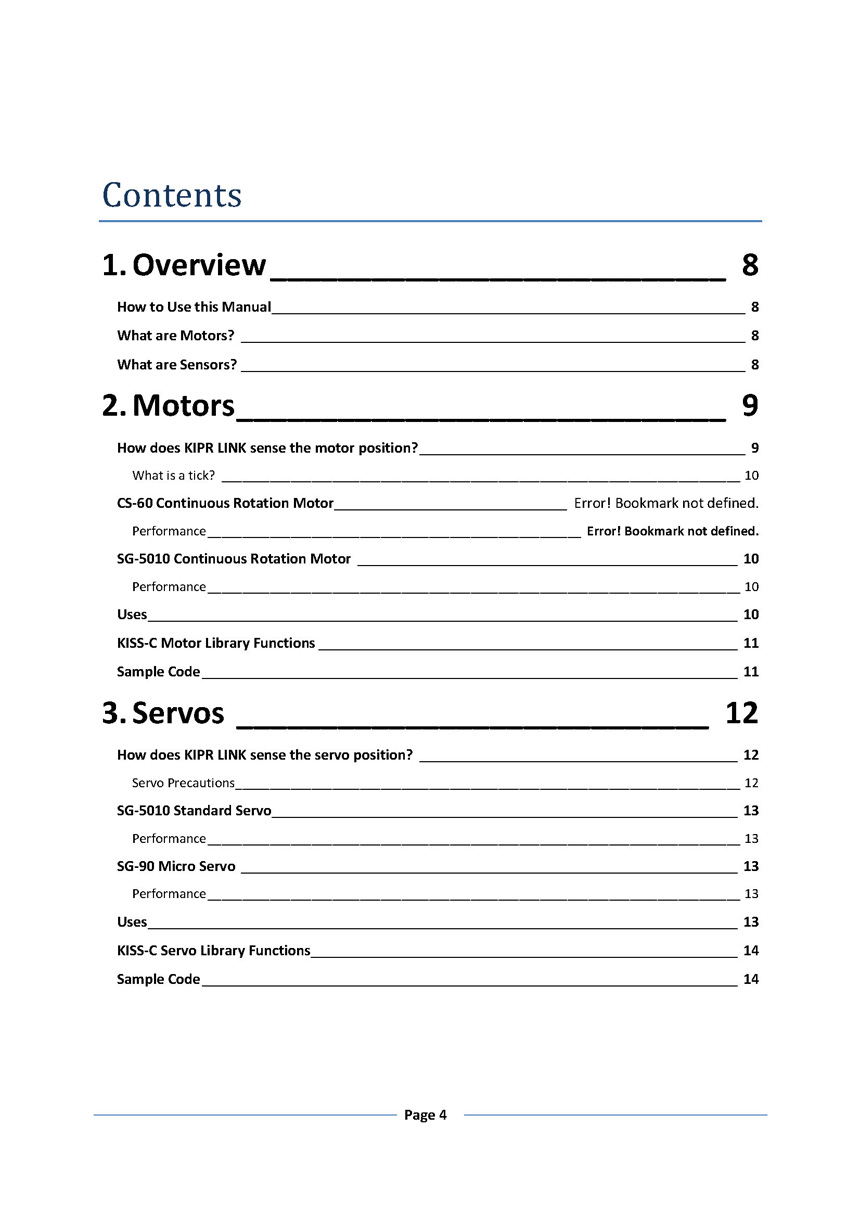 Contents
1. Overview 8
How to Use this Manual 8
What are Motors? 8
What are Sensors? 8
2. Motors 9
How does KIPR LINK sense the motor position? 9
What is a tick? 10
CS-60 Continuous Rotation Motor Error! Bookmark not defined.
Performance Error! Bookmark not defined.
SG-5010 Continuous Rotation Motor 10
Performance 10
Uses 10
KISS-C Motor Library Functions 11
Sample Code 11
3. Servos 12
How does KIPR LINK sense the servo position? 12
Servo Precautions 12
SG-5010 Standard Servo 13
Performance 13
SG-90 Micro Servo 13
Performance 13
Uses 13
KISS-C Servo Library Functions 14
Sample Code 14
Page 4